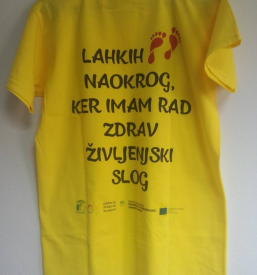 LAHKIH
NAOKROG,
KER IMAM RAD
ZDRAV
ŽIVLJENJSKI
SLOG